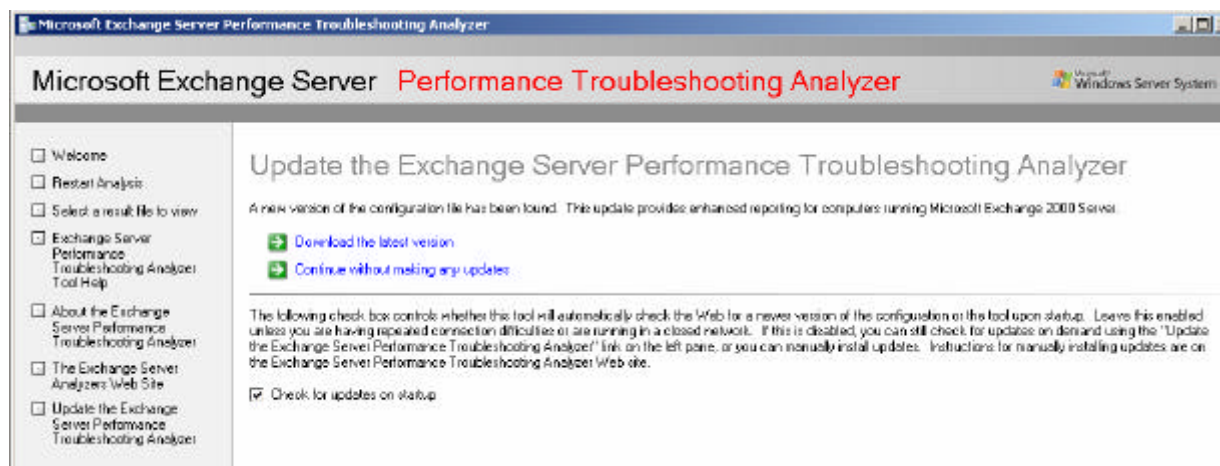 Microsoft Exchange Server Performance Troubleshooting Analyzer
Microsoft Exchange Server Performance Troubleshooting Analyzer
Microsoft
Windows Server System
Welcome
Restart Analysis
Select a result file to view
Exchange Server
Performance
Troubleshooting Analyzer
Tool Help
About the Exchange
Server Performance
Troubleshooting Analyzer
The Exchange Server
Analyzers Web Site
Update the Exchange
Server Performance
Troubleshooting Analyzer
Update the Exchange Server Performance Troubleshooting Analyzer
A new version of the configuration file has been found. This update provides enhanced reporting for computers running Microsoft Exchange 2000 Server.
Download the latest version
Continue without making any updates
The following check box controls whether this tool will automatically check the Web for a newer version of the configuration or the tool upon startup. Leave this enabled
unless you are having repeated connection difficulties or are running in a closed network. If this is disabled, you can still check for updates on demand using the "Update
the Exchange Server Performance Troubleshooting Analyzer" link on the left pane, or you can manually install updates. Instructions for manually installing updates are on
the Exchange Server Performance Troubleshooting Analyzer Web site.
Check for updates on startup